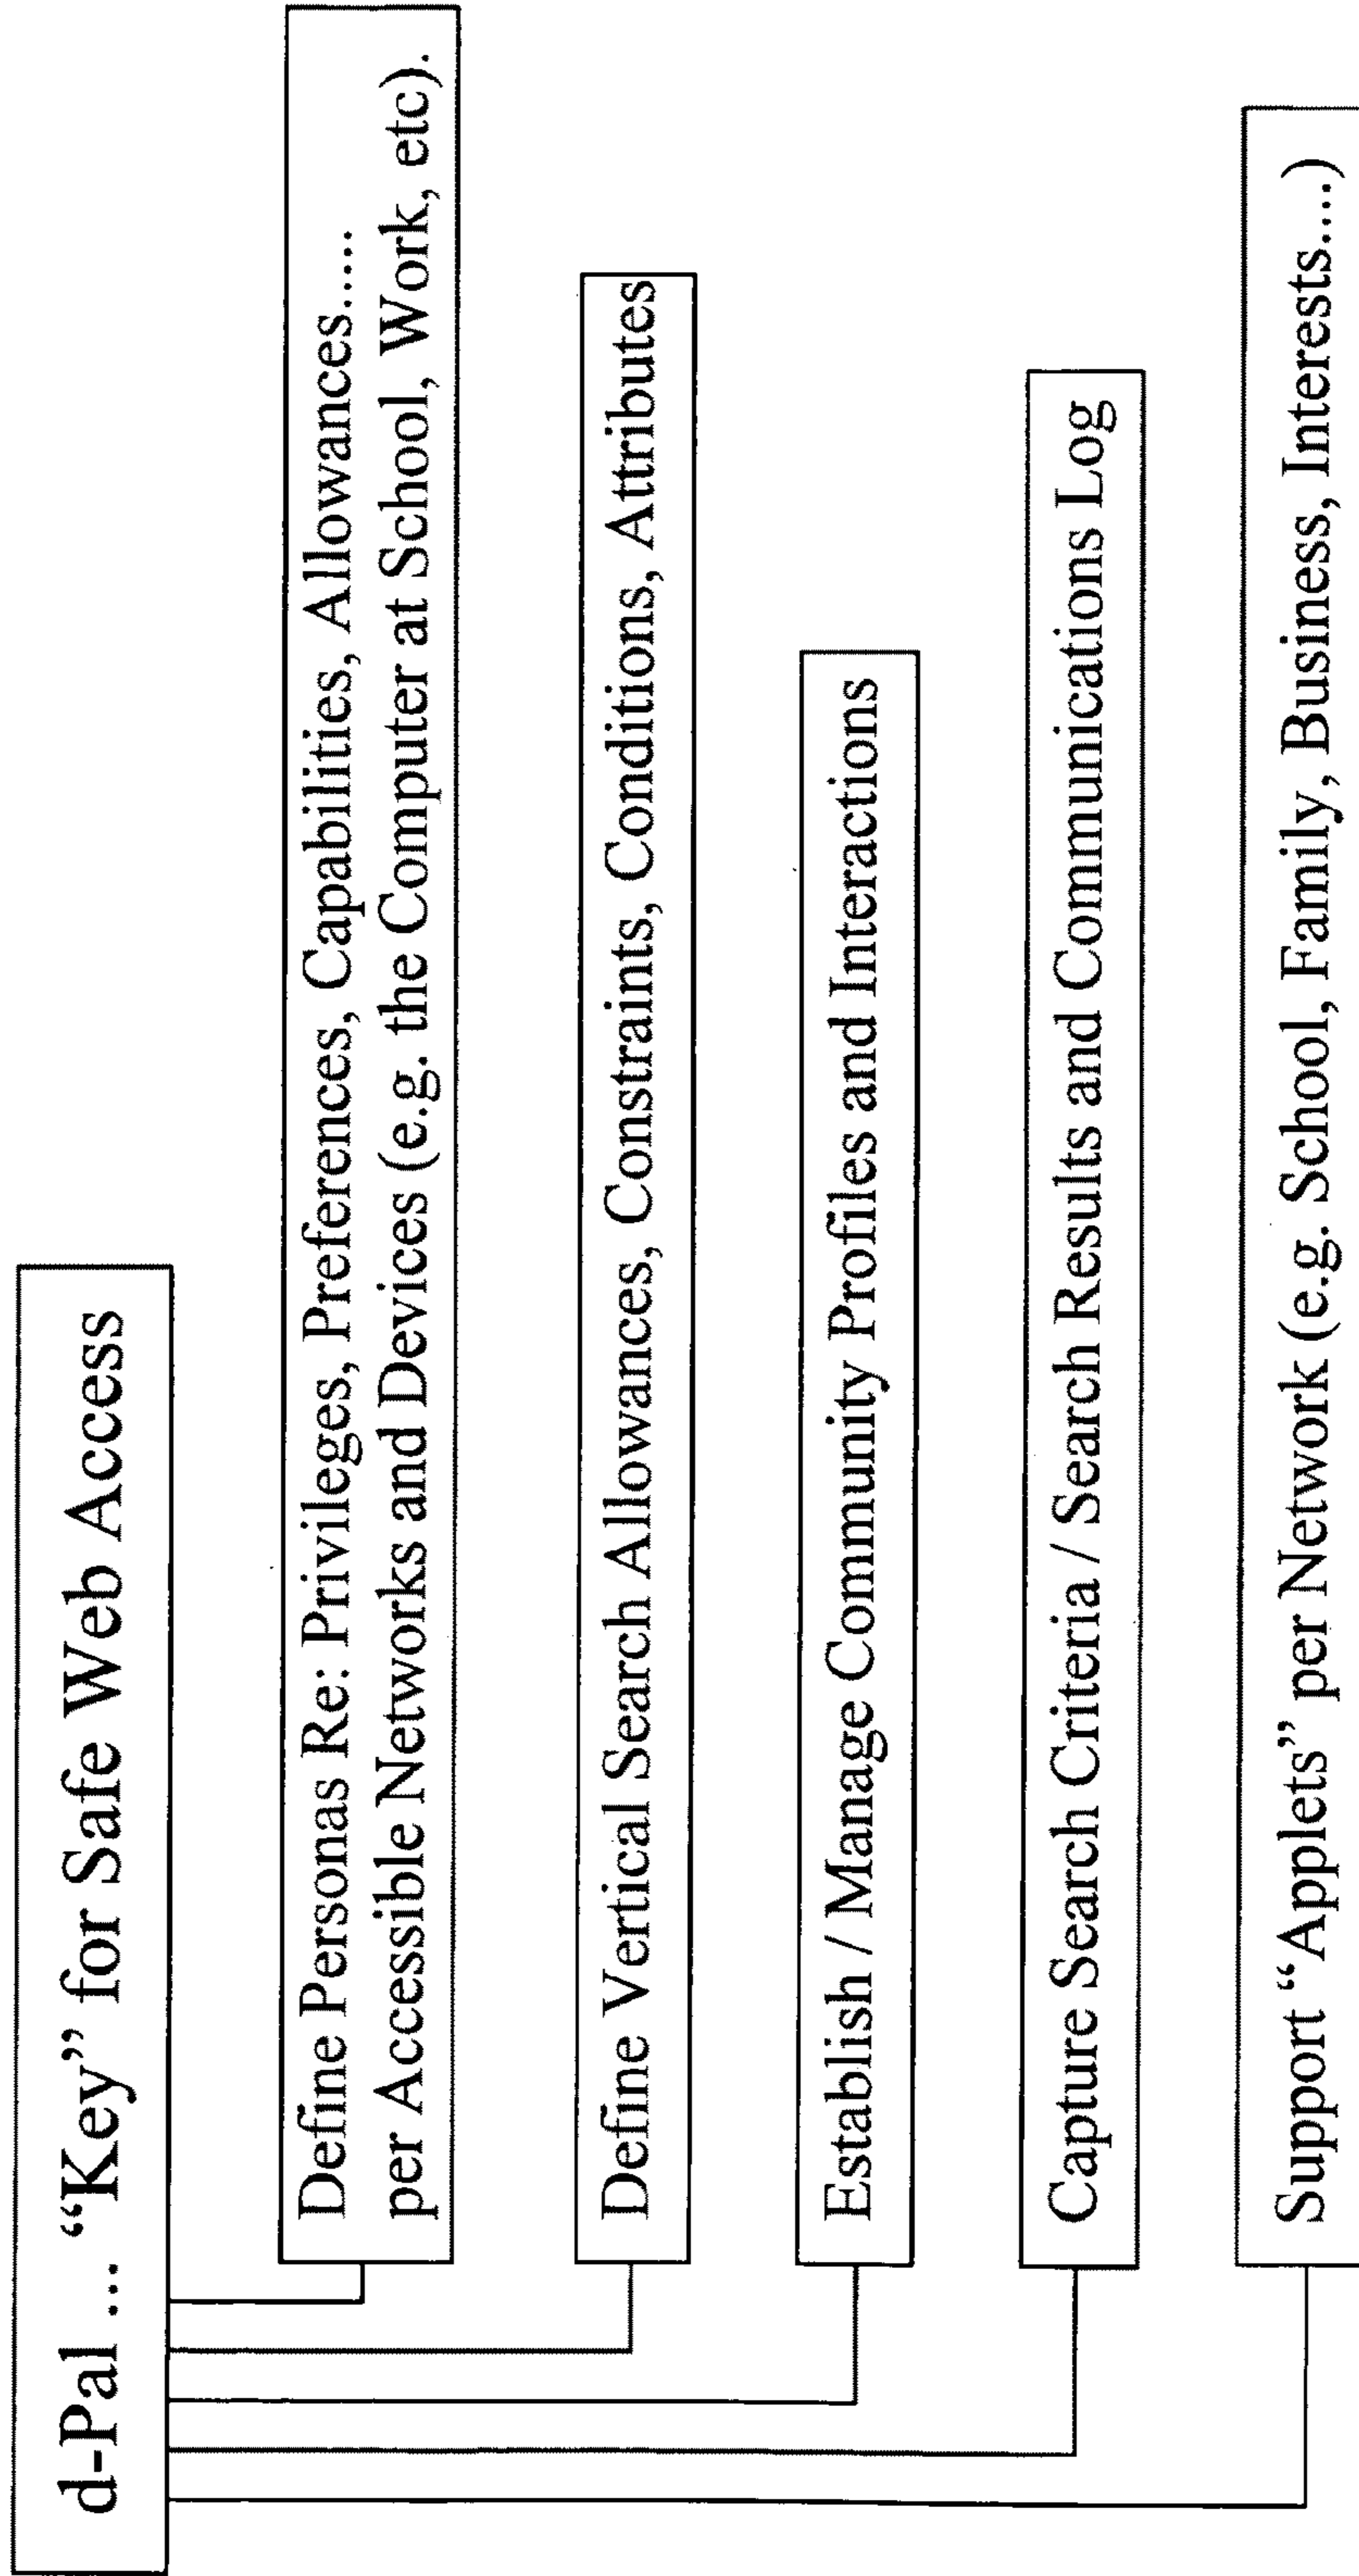 d-Pal ... “Key” for Safe Web Access
Define Personas Re: Privileges, Preferences, Capabilities, Allowances.....
per Accessible Networks and Devices (e.g. the Computer at School, Work, etc).
Define Vertical Search Allowances, Constraints, Conditions, Attributes
Establish / Manage Community Profiles and Interactions
Capture Search Criteria / Search Results and Communications Log
Support “Applets” per Network (e.g. School, Family, Business, Interests....)